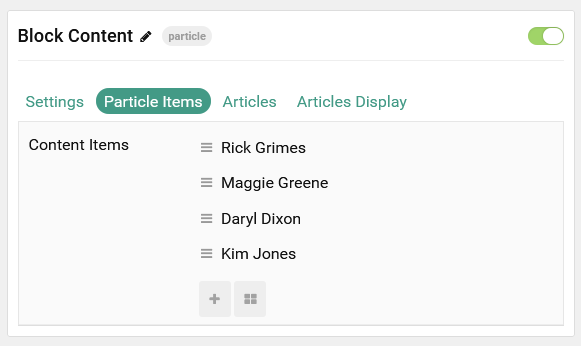 Block Content particle
Settings Particle Items Articles Articles Display
Content Items
Rick Grimes
Maggie Greene
Daryl Dixon
Kim Jones